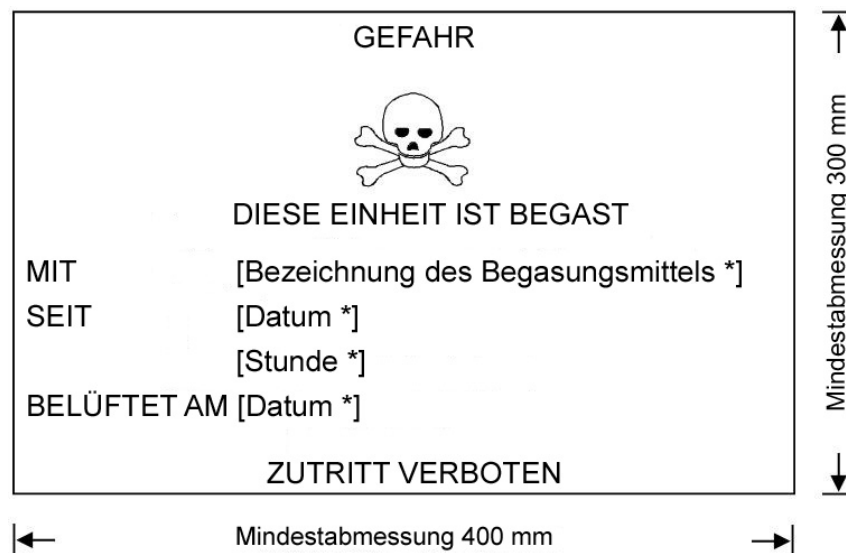 GEFAHR
DIESE EINHEIT IST BEGAST
MIT [Bezeichnung des Begasungsmittels *]
SEIT [Datum *]
[Stunde *]
BELÜFTET AM [Datum *]
ZUTRITT VERBOTEN
Mindestabmessung 400 mm
Mindestabmessung 300 mm